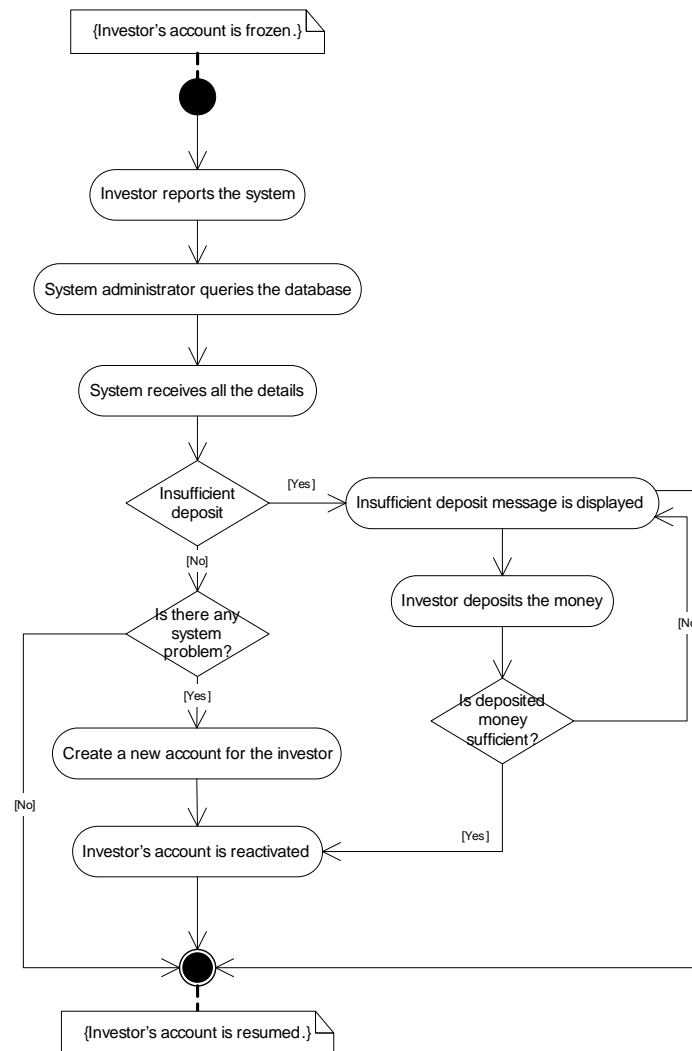 {Investor's account is frozen.}
Investor reports the system
System administrator queries the database
System receives all the details
Insufficient
deposit
[Yes]
Insufficient deposit message is displayed
[No]
Investor deposits the money
Is there any
system
problem?
[No
[Yes]
Is deposited
money
sufficient?
Create a new account for the investor
[No]
[Yes]
Investor's account is reactivated
{Investor's account is resumed.}